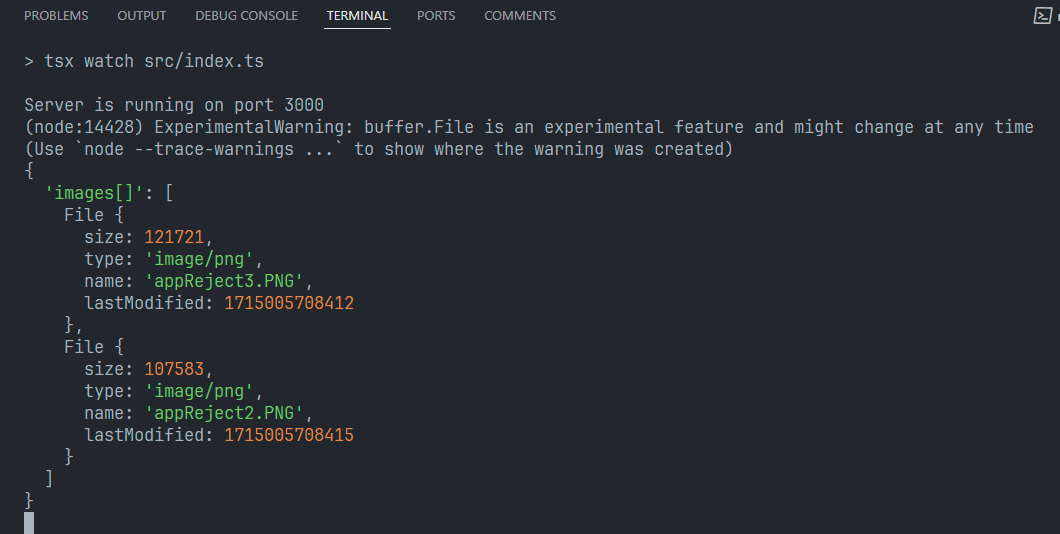 PROBLEMS OUTPUT DEBUG CONSOLE TERMINAL PORTS COMMENTS
> tsx watch src/index.ts
Server is running on port 3000
(node:14428) ExperimentalWarning: buffer.File is an experimental feature and might change at any time
(Use `node --trace-warnings ...` to show where the warning was created)
{
  'images[]': [
    File {
      size: 121721,
      type: 'image/png',
      name: 'appReject3.PNG',
      lastModified: 1715005708412
    },
    File {
      size: 107583,
      type: 'image/png',
      name: 'appReject2.PNG',
      lastModified: 1715005708415
    }
  ]
}